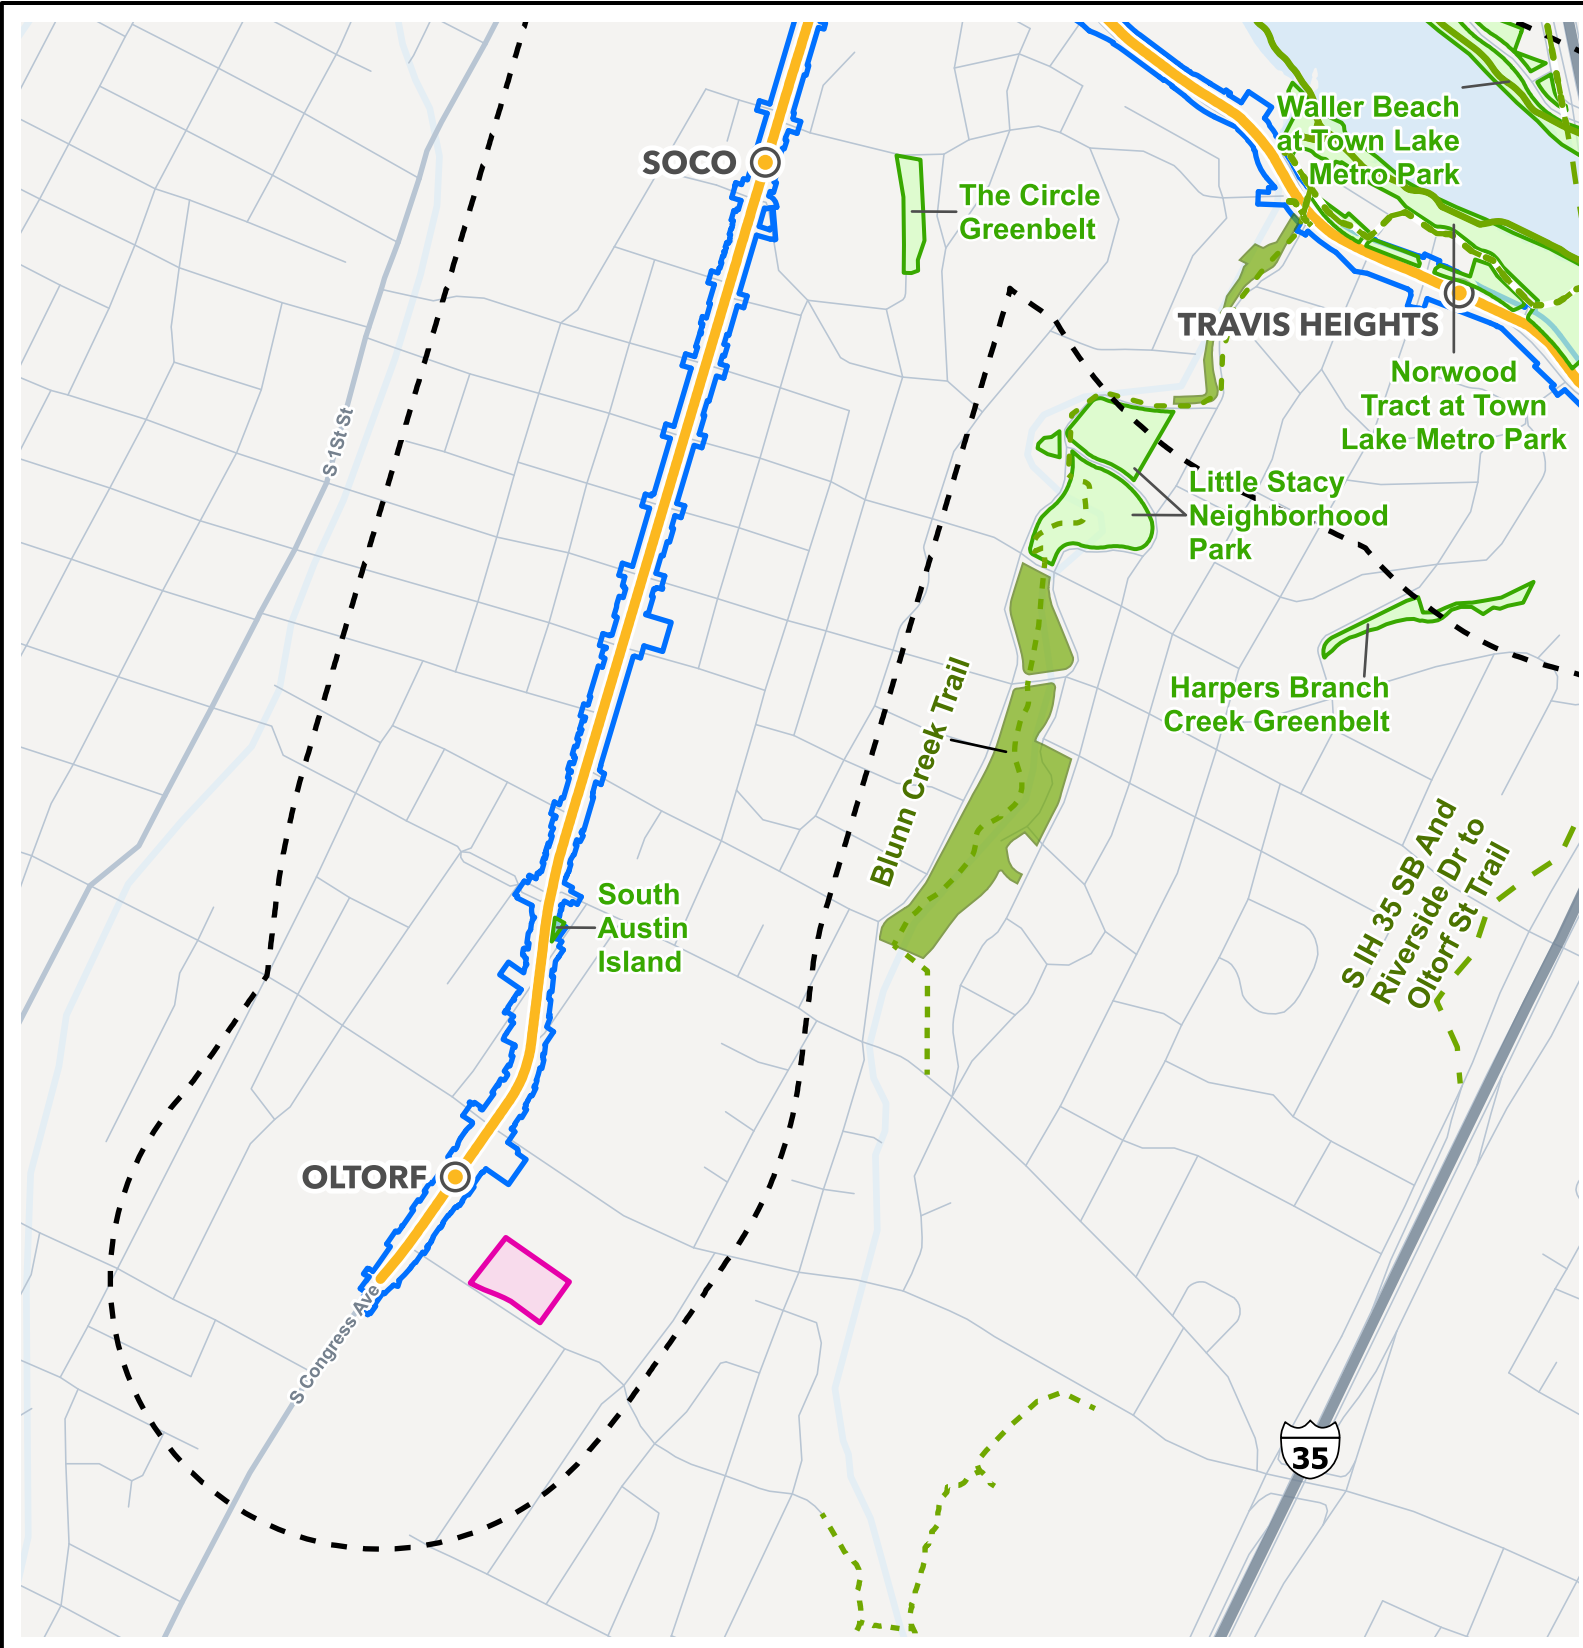 Waller Beach
at Town Lake
Metro Park
SOCO
The Circle
Greenbelt
TRAVIS HEIGHTS
Norwood
Tract at Town
Lake Metro Park
S 1St St
Little Stacy
Neighborhood
Park
Harpers Branch
Creek Greenbelt
Blunn Creek Trail
S IH 35 SB And
Riverside Dr to
Oltorf St Trail
South
Austin
Island
OLTORF
S Congress Ave
35